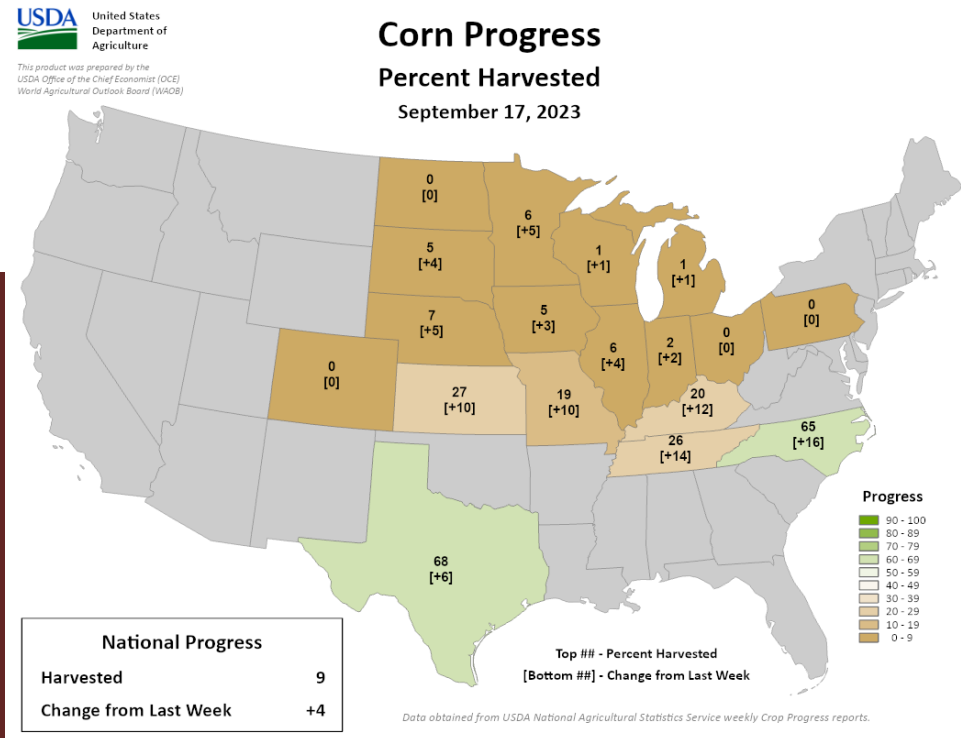 USDA
United States
Department of
Agriculture
This product was prepared by the
USDA Office of the Chief Economist (OCE)
World Agricultural Outlook Board (WAOB)
Corn Progress
Percent Harvested
September 17, 2023
0
[0]
6
[+5]
5
[+4]
1
[+1]
1
[+1]
7
[+5]
5
[+3]
6
[+4]
2
[+2]
0
[0]
0
[0]
0
[0]
27
[+10]
19
[+10]
20
[+12]
26
[+14]
65
[+16]
68
[+6]
Progress
90 - 100
80 - 89
70 - 79
60 - 69
50 - 59
40 - 49
30 - 39
20 - 29
10 - 19
0 - 9
National Progress
Harvested 9
Change from Last Week +4
Top ## - Percent Harvested
[Bottom ##] - Change from Last Week
Data obtained from USDA National Agricultural Statistics Service weekly Crop Progress reports.